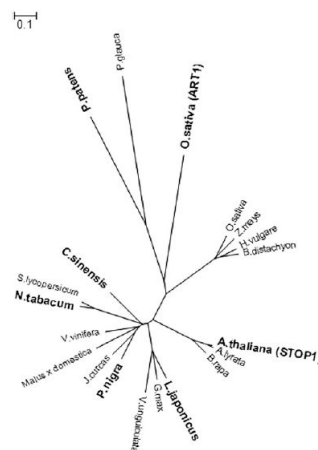 0.1
P.glauca
P.patens
O.sativa (ART1)
O.sativa
Z.mays
H.vulgare
B.distachyon
C.sinensis
S.lycopersicum
N.tabacum
V.vinifera
Malus x domestica
J.curcas
P.nigra
V.unguiculata
G.max
L.japonicus
B.rapa
A.lyrata
A.thaliana (STOP1)